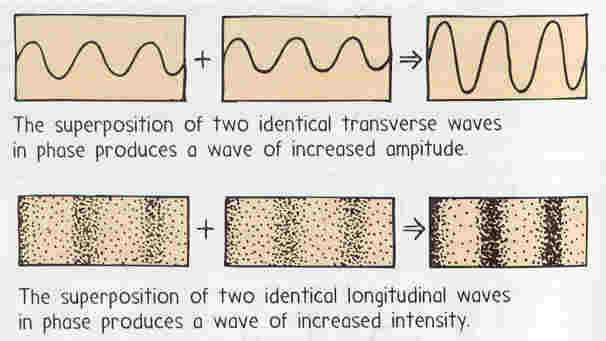 The superposition of two identical transverse waves
in phase produces a wave of increased ampitude.
The superposition of two identical longitudinal waves
in phase produces a wave of increased intensity.